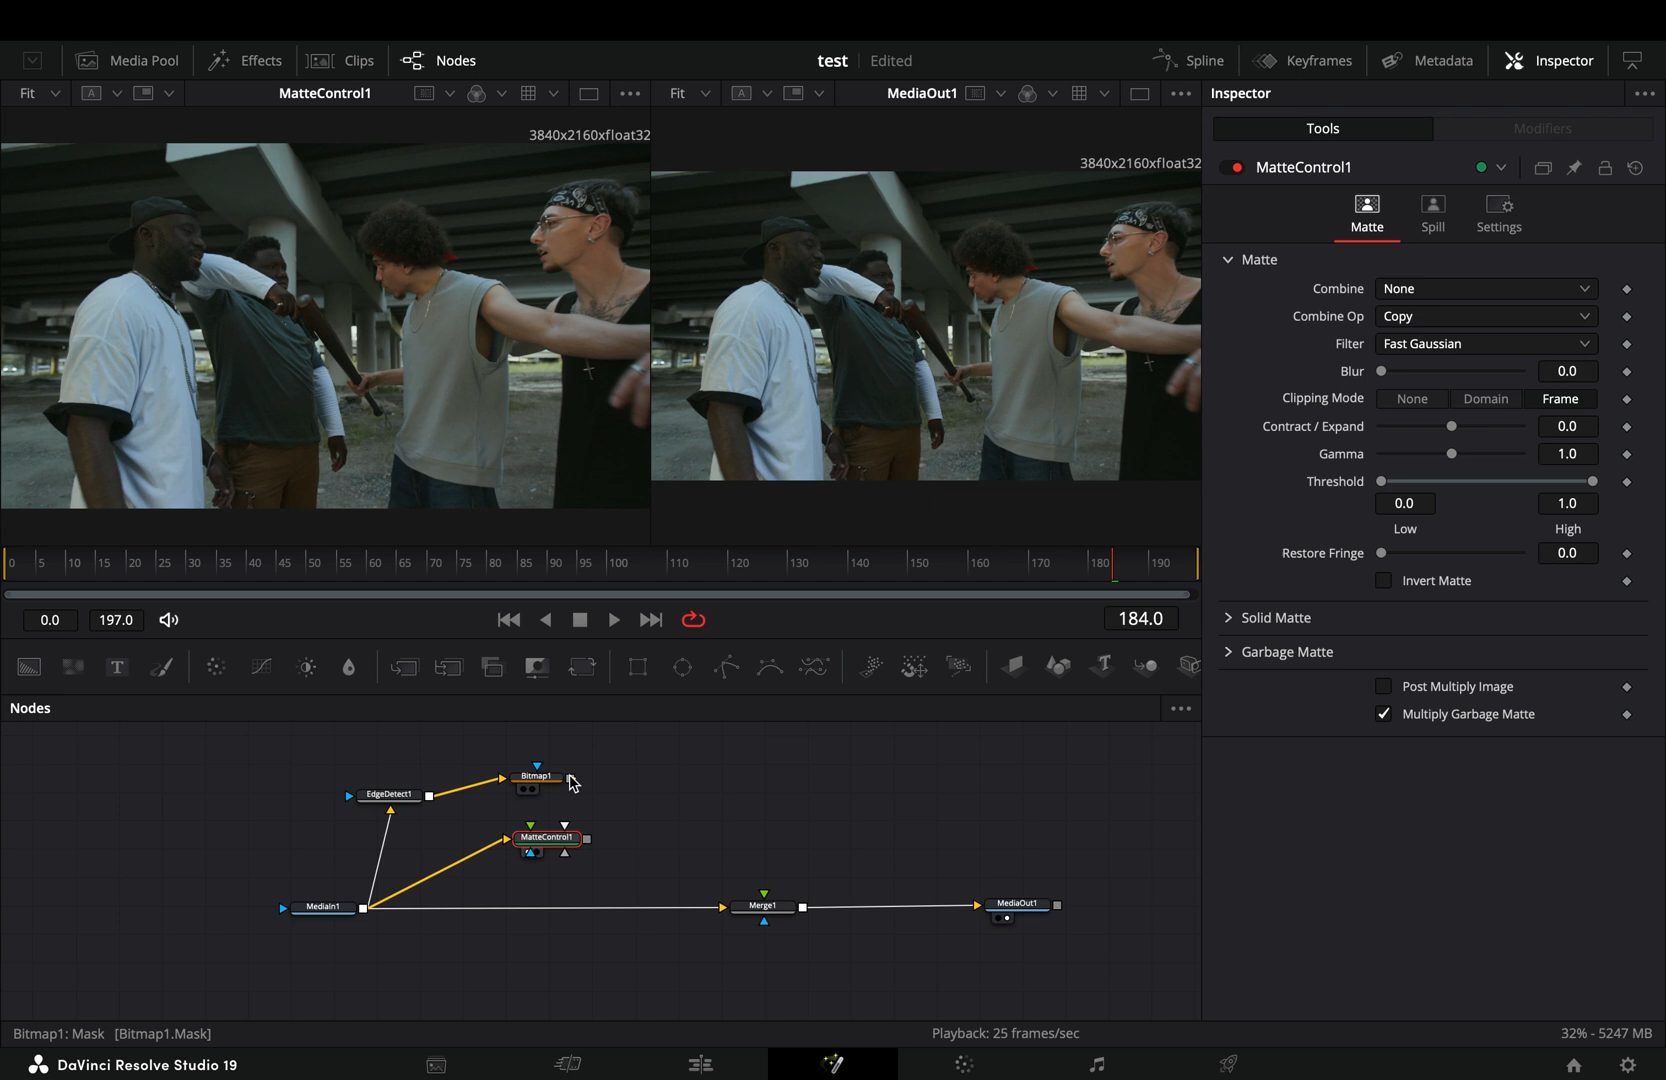 Media Pool
Effects
Clips
Nodes
test
Edited
Spline
Keyframes
Metadata
Inspector
Fit
A
MatteControl1
Fit
A
MediaOut1
Inspector
3840x2160xfloat32
3840x2160xfloat32
Tools
Modifiers
MatteControl1
Matte
Spill
Settings
Matte
Combine
None
Combine Op
Copy
Filter
Fast Gaussian
Blur
0.0
Clipping Mode
None
Domain
Frame
Contract / Expand
0.0
Gamma
1.0
Threshold
0.0
1.0
Low
High
Restore Fringe
0.0
Invert Matte
Solid Matte
Garbage Matte
Post Multiply Image
Multiply Garbage Matte
0 5 10 15 20 25 30 35 40 45 50 55 60 65 70 75 80 85 90 95 100 110 120 130 140 150 160 170 180 190
0.0
197.0
184.0
T
Nodes
Bitmap1
EdgeDetect1
MatteControl1
MediaIn1
Merge1
MediaOut1
Bitmap1: Mask [Bitmap1.Mask]
Playback: 25 frames/sec
32% - 5247 MB
DaVinci Resolve Studio 19